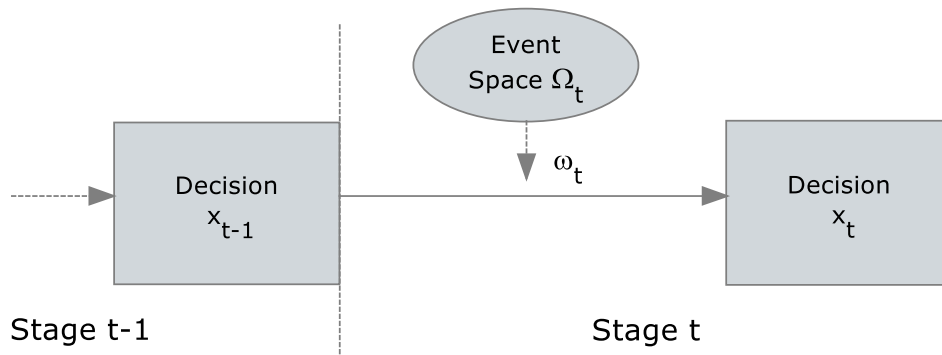 Event
Space Ωt
ωt
Decision
xt-1
Decision
xt
Stage t-1
Stage t